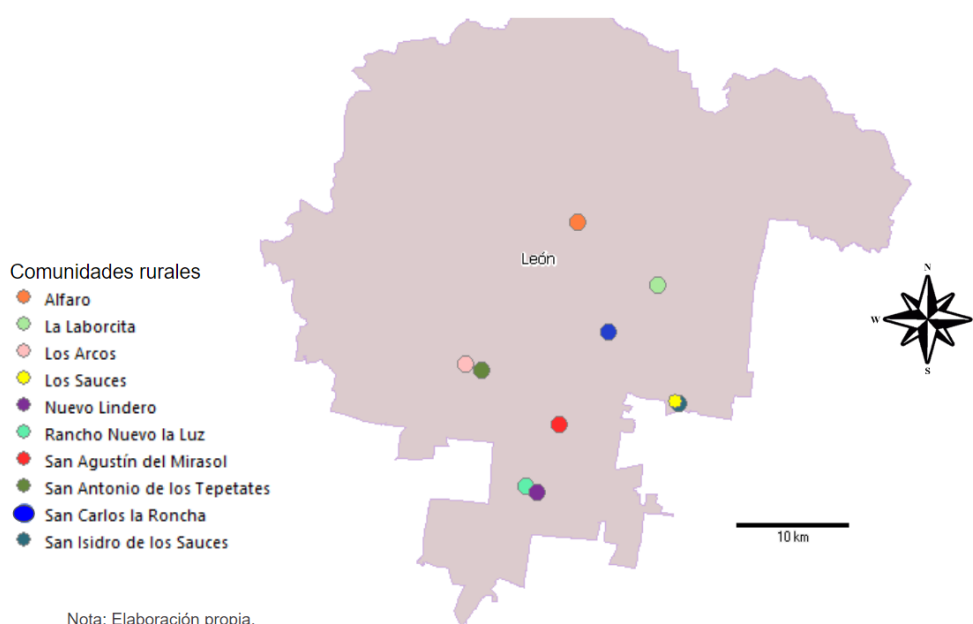 León
Comunidades rurales
Alfaro
La Laborcita
Los Arcos
Los Sauces
Nuevo Lindero
Rancho Nuevo la Luz
San Agustín del Mirasol
San Antonio de los Tepetates
San Carlos la Roncha
San Isidro de los Sauces
N
W
S
10 km
Nota: Elaboración propia.